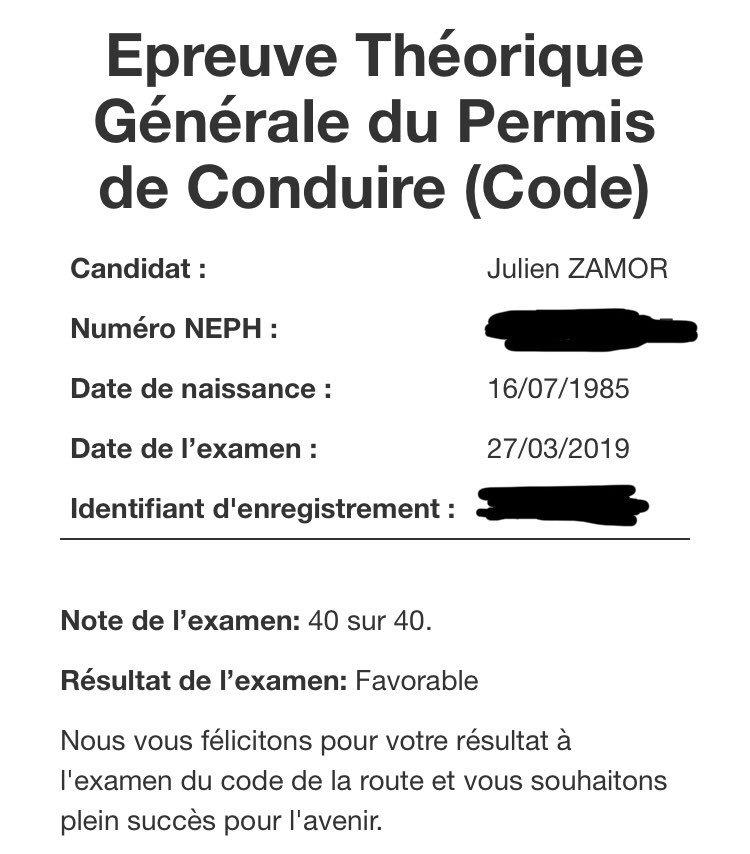 Epreuve Théorique
Générale du Permis
de Conduire (Code)
Candidat : Julien ZAMOR
Numéro NEPH :
Date de naissance : 16/07/1985
Date de l’examen : 27/03/2019
Identifiant d'enregistrement :
Note de l’examen: 40 sur 40.
Résultat de l’examen: Favorable
Nous vous félicitons pour votre résultat à
l'examen du code de la route et vous souhaitons
plein succès pour l'avenir.